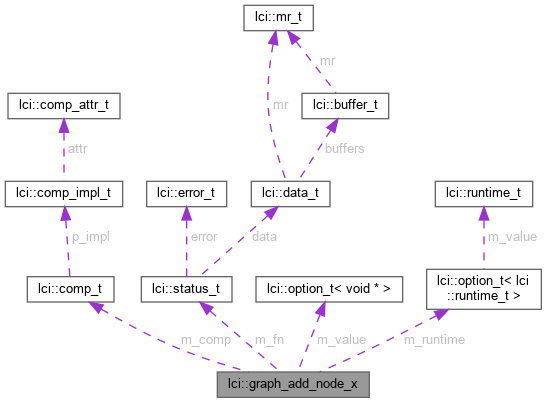 lci::mr_t
mr
lci::comp_attr_t
mr
lci::buffer_t
attr
buffers
lci::comp_impl_t
lci::error_t
lci::data_t
lci::runtime_t
p_impl
error
data
m_value
lci::comp_t
lci::status_t
lci::option_t< void * >
lci::option_t< lci
::runtime_t >
m_comp
m_fn
m_value
m_runtime
lci::graph_add_node_x